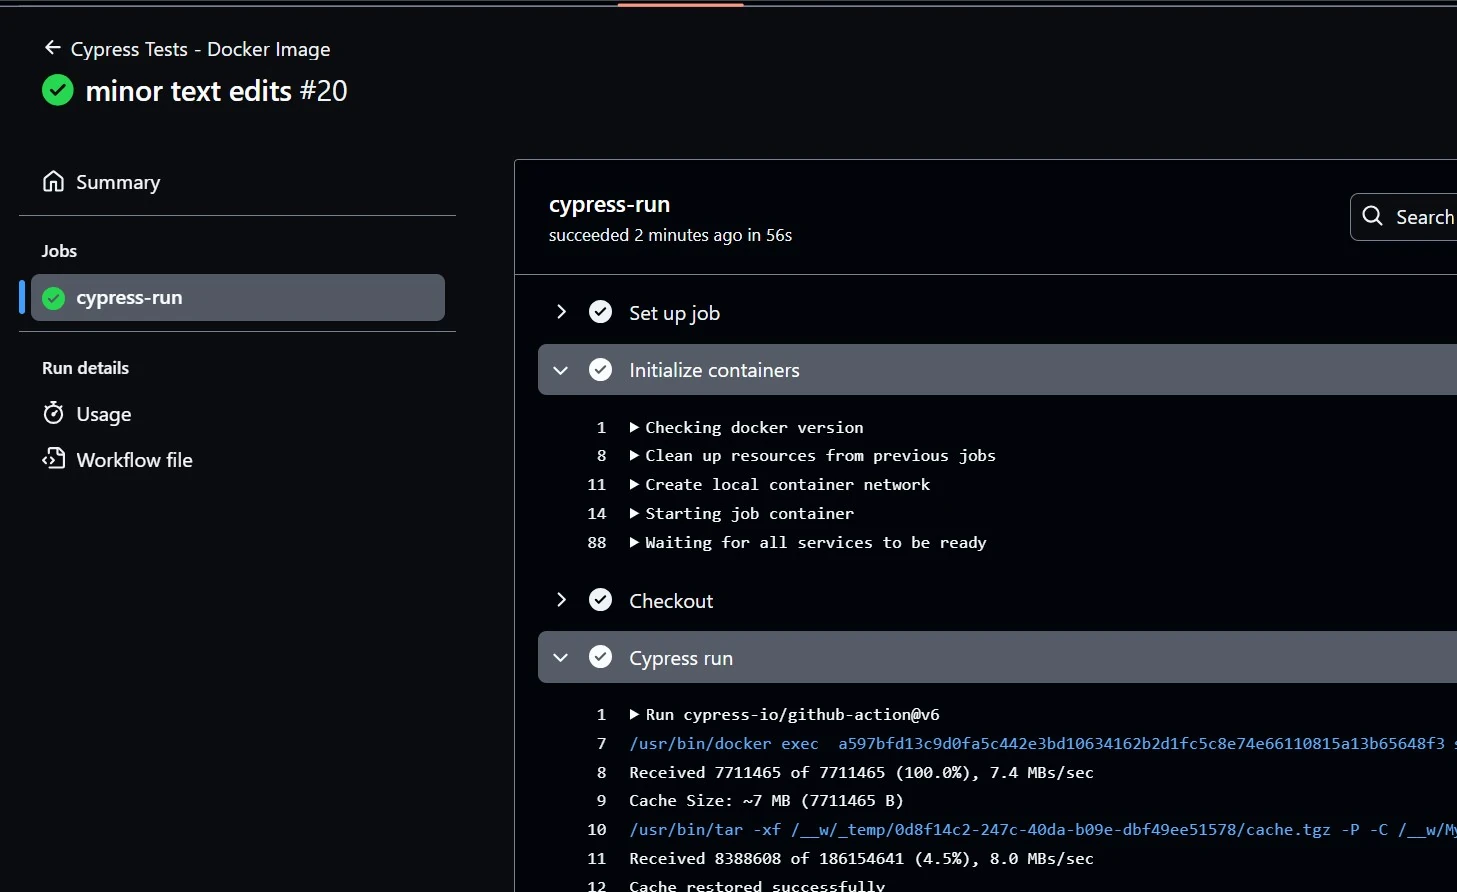 Cypress Tests - Docker Image
minor text edits #20
Summary
Jobs
cypress-run
Run details
Usage
Workflow file
cypress-run
succeeded 2 minutes ago in 56s
Search
Set up job
Initialize containers
1 Checking docker version
8 Clean up resources from previous jobs
11 Create local container network
14 Starting job container
88 Waiting for all services to be ready
Checkout
Cypress run
1 Run cypress-io/github-action@v6
7 /usr/bin/docker exec  a597bfd13c9d0fa5c442e3bd10634162b2d1fc5c8e74e66110815a13b65648f3
8 Received 7711465 of 7711465 (100.0%), 7.4 MBs/sec
9 Cache Size: ~7 MB (7711465 B)
10 /usr/bin/tar -xf /__w/_temp/0d8f14c2-247c-40da-b09e-dbf49ee51578/cache.tgz -P -C /__w/My
11 Received 8388608 of 186154641 (4.5%), 8.0 MBs/sec
12 Cache restored successfully